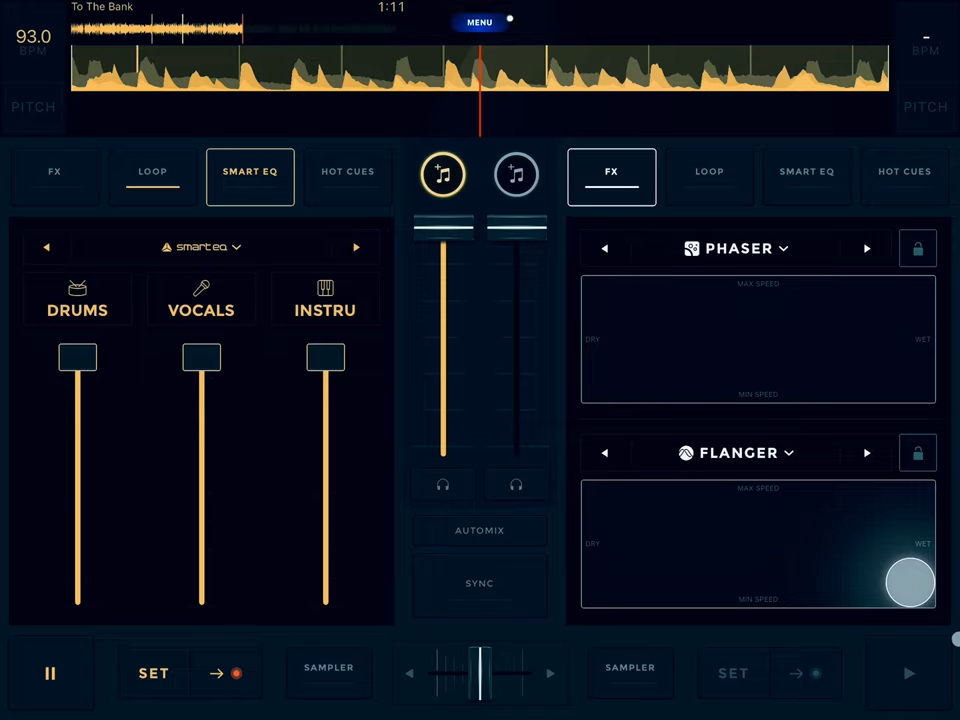 To The Bank
1:11
MENU
93.0
BPM
-
BPM
PITCH
PITCH
FX
LOOP
SMART EQ
HOT CUES
FX
LOOP
SMART EQ
HOT CUES
smart eq
PHASER
DRUMS
VOCALS
INSTRU
MAX SPEED
DRY
WET
MIN SPEED
FLANGER
MAX SPEED
DRY
WET
MIN SPEED
AUTOMIX
SYNC
SET
SAMPLER
SAMPLER
SET